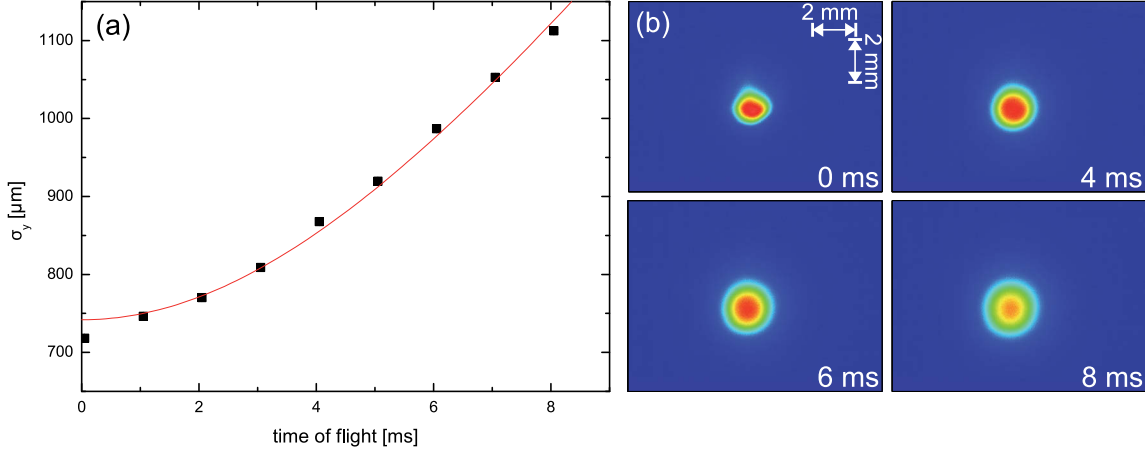 (a)
σy [µm]
1100
1000
900
800
700
0 2 4 6 8
time of flight [ms]
(b)
2 mm
2 mm
0 ms
4 ms
6 ms
8 ms